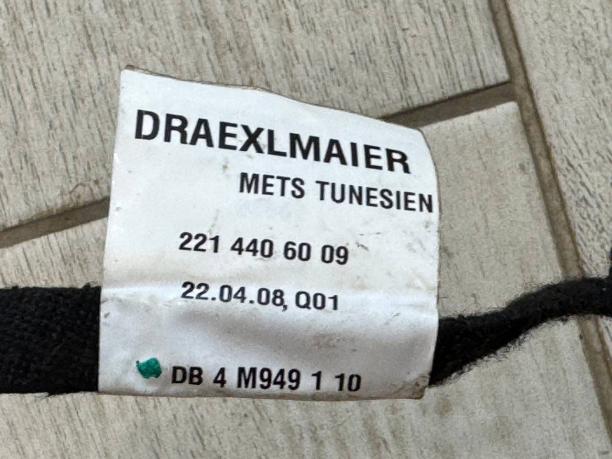 DRAEXLMAIER
METS TUNESIEN
221 440 60 09
22.04.08, Q01
DB 4 M949 1 10